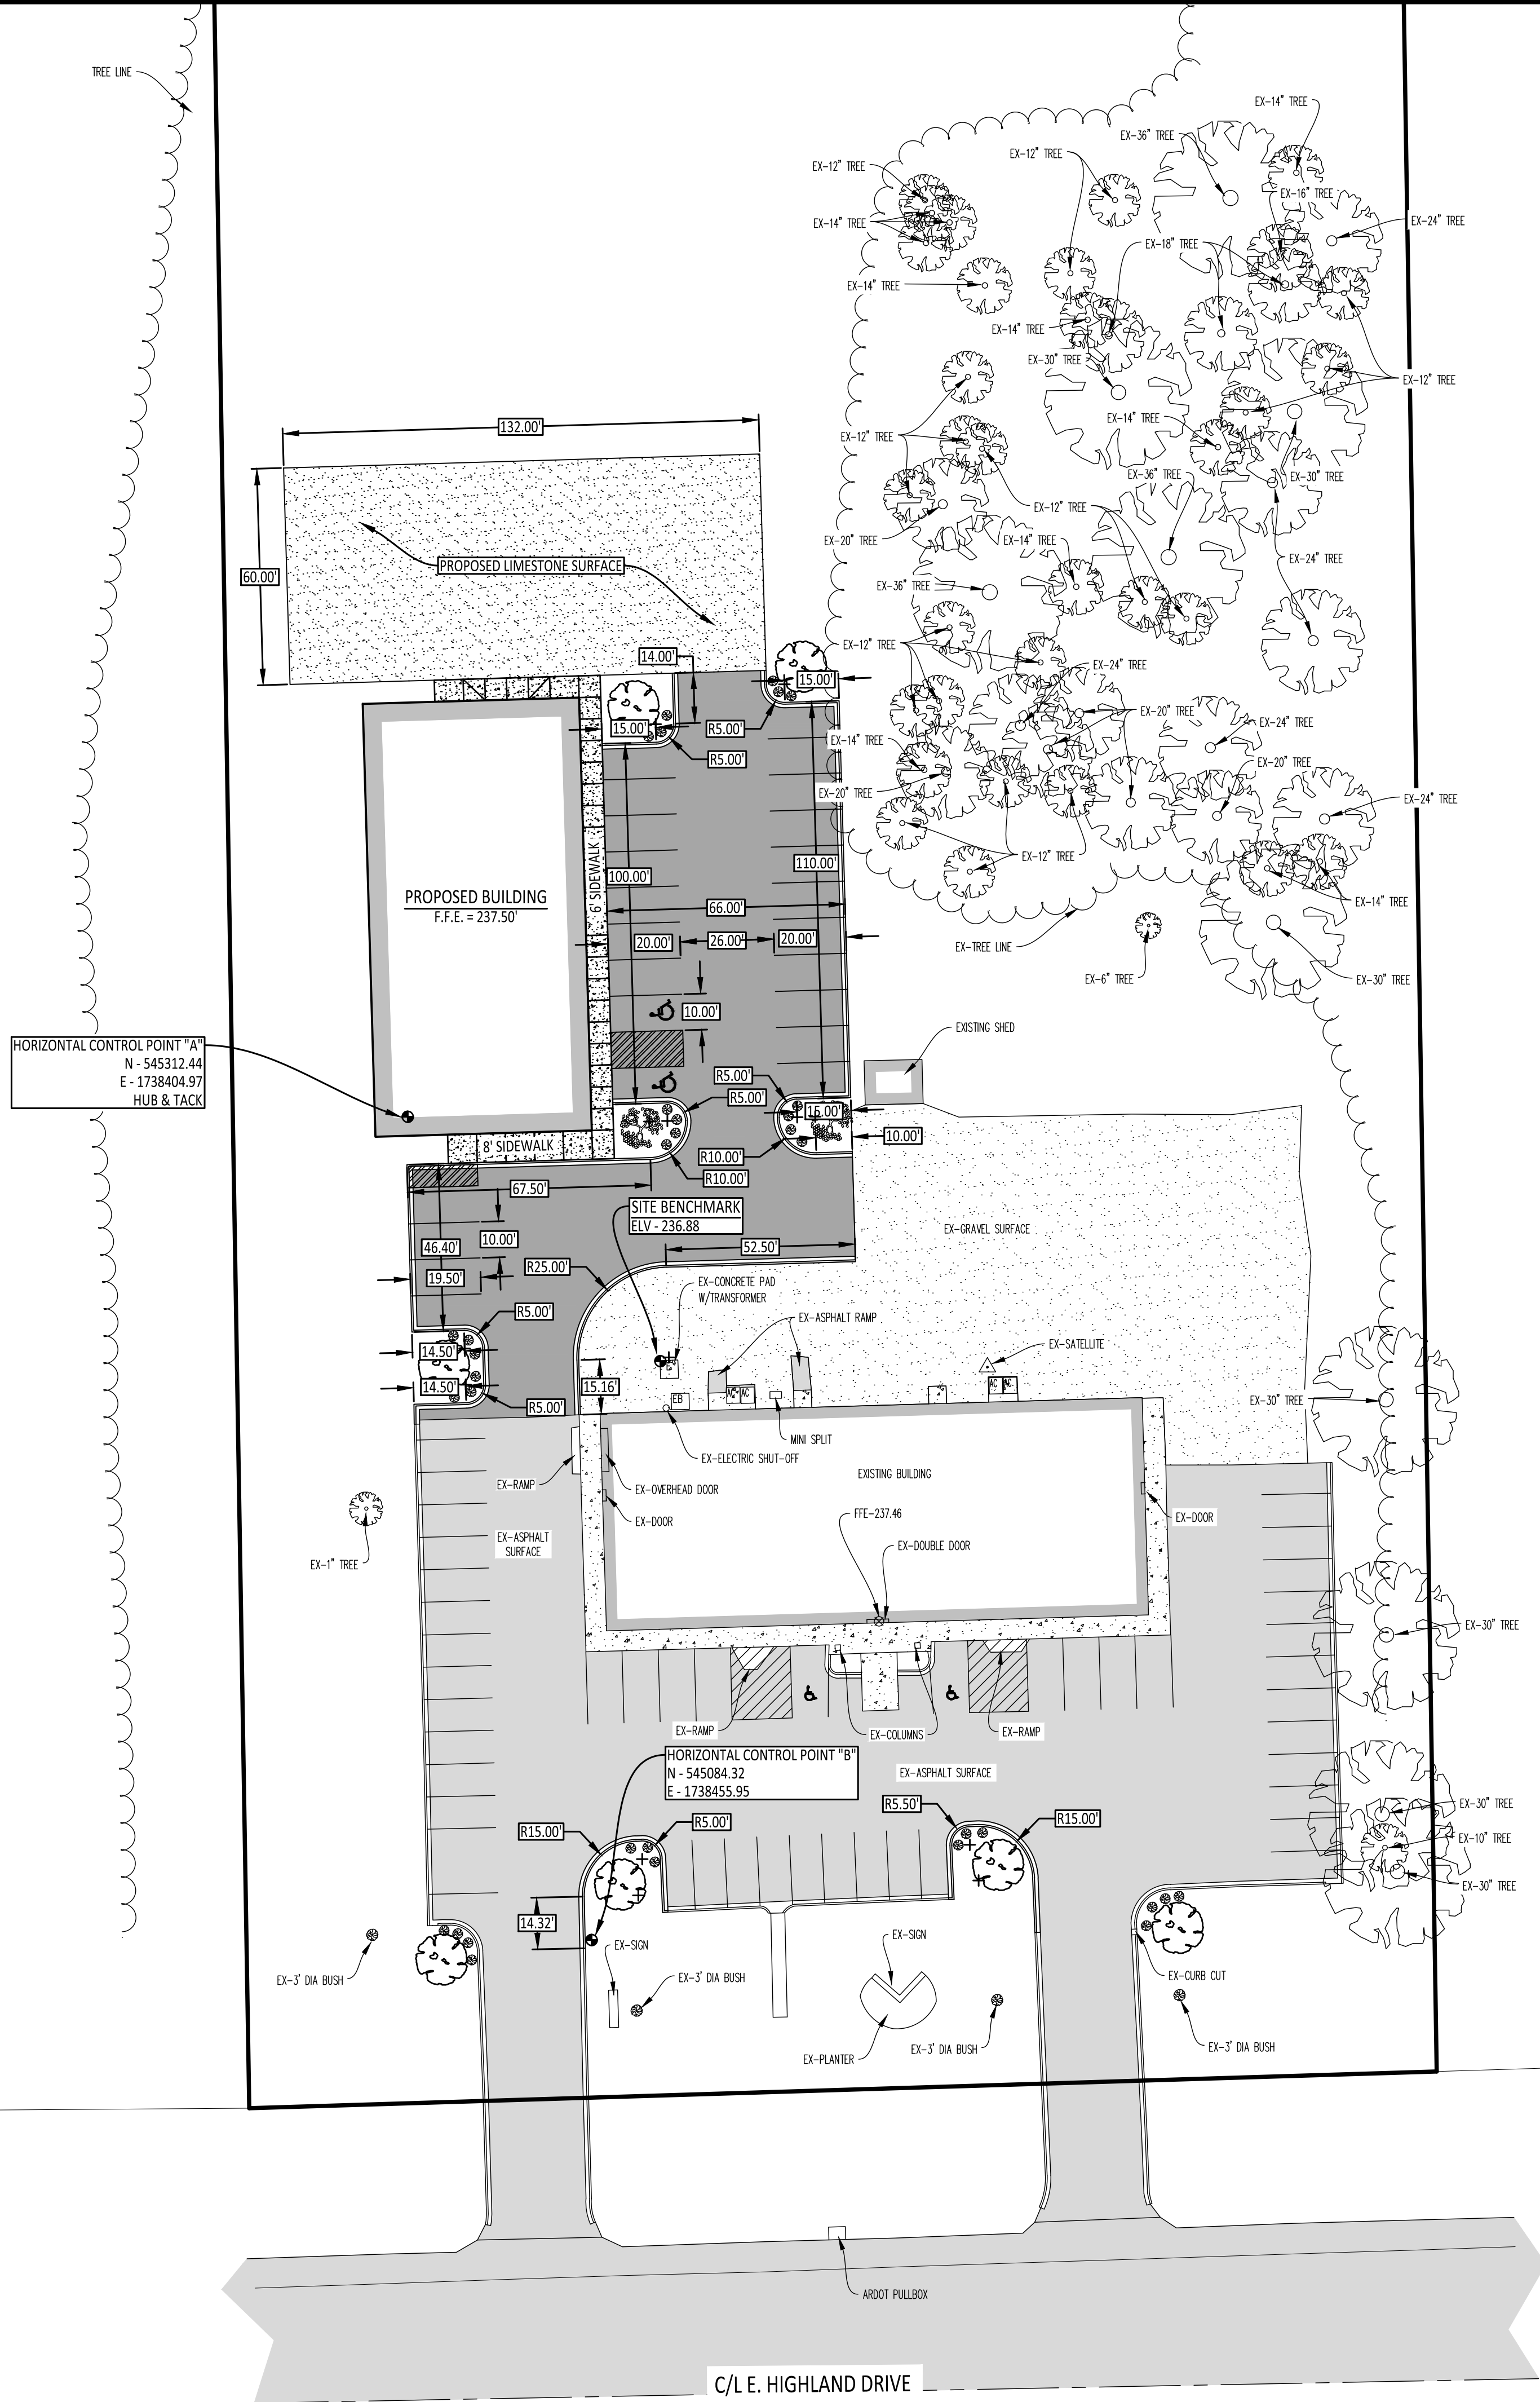 TREE LINE
EX-14" TREE
EX-36" TREE
EX-12" TREE
EX-12" TREE
EX-16" TREE
EX-14" TREE
EX-24" TREE
EX-18" TREE
EX-14" TREE
EX-14" TREE
EX-30" TREE
EX-12" TREE
EX-14" TREE
132.00'
EX-12" TREE
EX-36" TREE
EX-30" TREE
EX-12" TREE
EX-20" TREE
EX-14" TREE
EX-24" TREE
PROPOSED LIMESTONE SURFACE
60.00'
EX-36" TREE
EX-12" TREE
14.00'
EX-24" TREE
15.00'
EX-20" TREE
EX-24" TREE
15.00'
R5.00'
EX-14" TREE
R5.00'
EX-20" TREE
EX-20" TREE
EX-24" TREE
EX-12" TREE
110.00'
100.00'
6' SIDEWALK
PROPOSED BUILDING
F.F.E. = 237.50'
66.00'
EX-14" TREE
20.00'
26.00'
20.00'
EX-TREE LINE
EX-6" TREE
EX-30" TREE
10.00'
EXISTING SHED
HORIZONTAL CONTROL POINT "A"
N - 545312.44
E - 1738404.97
HUB & TACK
R5.00'
R5.00'
15.00'
10.00'
8' SIDEWALK
R10.00'
R10.00'
67.50'
SITE BENCHMARK
ELV - 236.88
EX-GRAVEL SURFACE
10.00'
46.40'
52.50'
R25.00'
19.50'
EX-CONCRETE PAD
W/TRANSFORMER
R5.00'
EX-ASPHALT RAMP
EX-SATELLITE
14.50'
14.50'
15.16'
AC AC
AC AC
EB
R5.00'
EX-30" TREE
MINI SPLIT
EX-ELECTRIC SHUT-OFF
EXISTING BUILDING
EX-RAMP
EX-OVERHEAD DOOR
FFE-237.46
EX-DOOR
EX-DOOR
EX-ASPHALT
SURFACE
EX-DOUBLE DOOR
EX-1" TREE
EX-30" TREE
EX-RAMP
EX-COLUMNS
EX-RAMP
HORIZONTAL CONTROL POINT "B"
N - 545084.32
E - 1738455.95
EX-ASPHALT SURFACE
R5.50'
EX-30" TREE
R15.00'
R5.00'
R15.00'
EX-10" TREE
EX-30" TREE
14.32'
EX-SIGN
EX-SIGN
EX-3' DIA BUSH
EX-3' DIA BUSH
EX-CURB CUT
EX-PLANTER
EX-3' DIA BUSH
EX-3' DIA BUSH
ARDOT PULLBOX
C/L E. HIGHLAND DRIVE